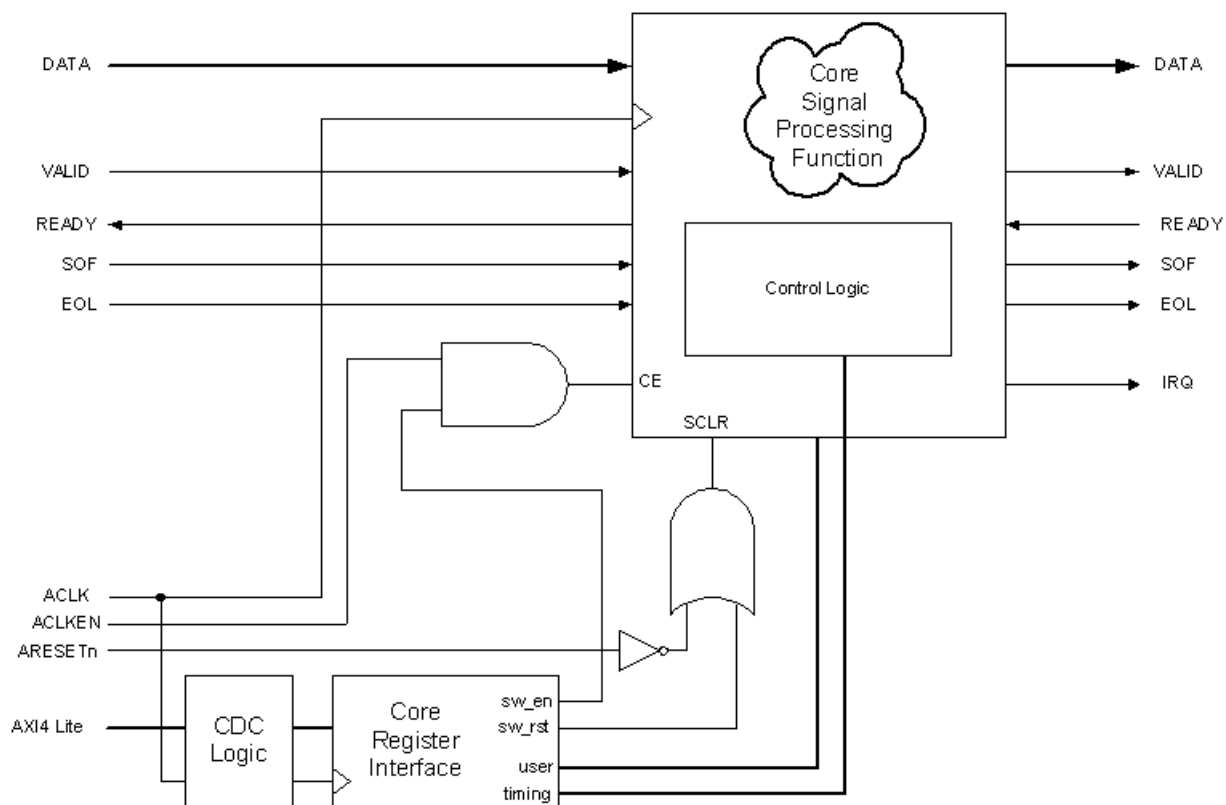 DATA
Core
Signal
Processing
Function
DATA
VALID
VALID
READY
READY
SOF
SOF
Control Logic
EOL
EOL
CE
IRQ
SCLR
ACLK
ACLKEN
ARESETn
AXI4 Lite
CDC
Logic
Core
Register
Interface
sw_en
sw_rst
user
timing